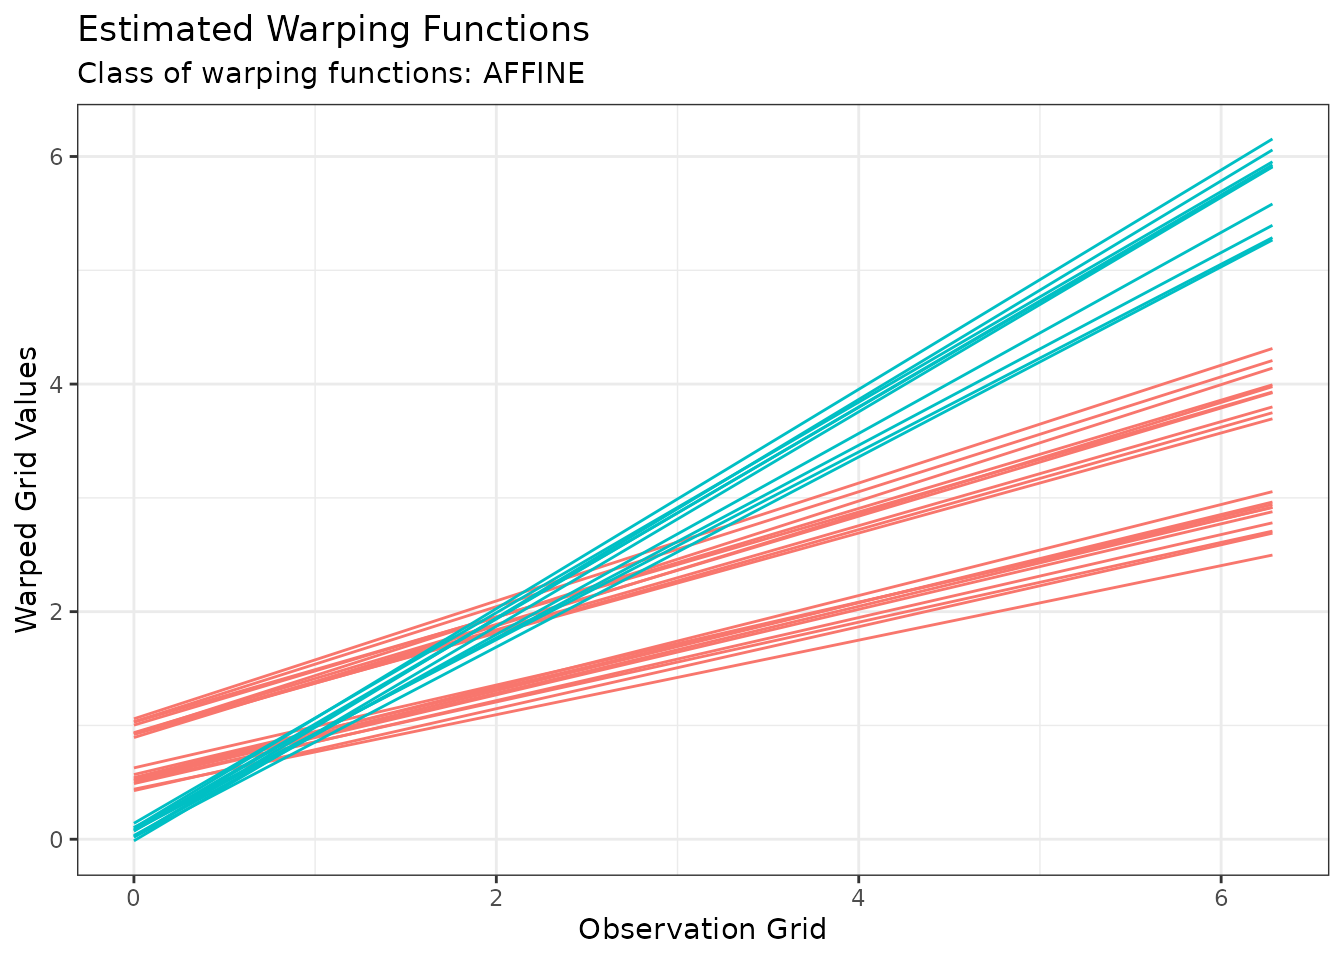 Estimated Warping Functions
Class of warping functions: AFFINE
Warped Grid Values
6
4
2
0
0 2 4 6
Observation Grid